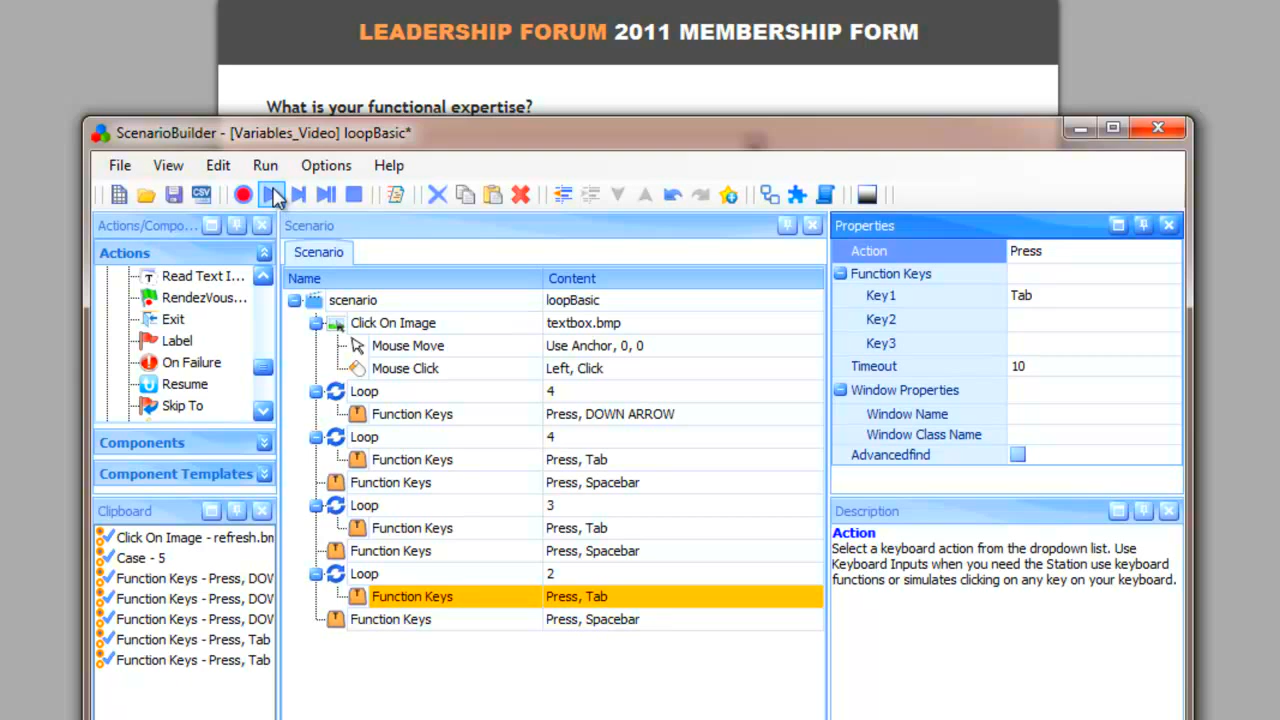 LEADERSHIP FORUM 2011 MEMBERSHIP FORM
What is your functional expertise?
ScenarioBuilder - [Variables_Video] loopBasic*
File View Edit Run Options Help
CSV
Actions/Compo...
Actions
Read Text I...
RendezVous...
Exit
Label
On Failure
Resume
Skip To
Components
Component Templates
Clipboard
Click On Image - refresh.bm
Case - 5
Function Keys - Press, DOV
Function Keys - Press, DOV
Function Keys - Press, DOV
Function Keys - Press, Tab
Function Keys - Press, Tab
Scenario
Scenario
Name Content
scenario loopBasic
Click On Image textbox.bmp
Mouse Move Use Anchor, 0, 0
Mouse Click Left, Click
Loop 4
Function Keys Press, DOWN ARROW
Loop 4
Function Keys Press, Tab
Function Keys Press, Spacebar
Loop 3
Function Keys Press, Tab
Function Keys Press, Spacebar
Loop 2
Function Keys Press, Tab
Function Keys Press, Spacebar
Properties
Action Press
Function Keys
Key1 Tab
Key2
Key3
Timeout 10
Window Properties
Window Name
Window Class Name
Advancedfind
Description
Action
Select a keyboard action from the dropdown list. Use
Keyboard Inputs when you need the Station use keyboard
functions or simulates clicking on any key on your keyboard.